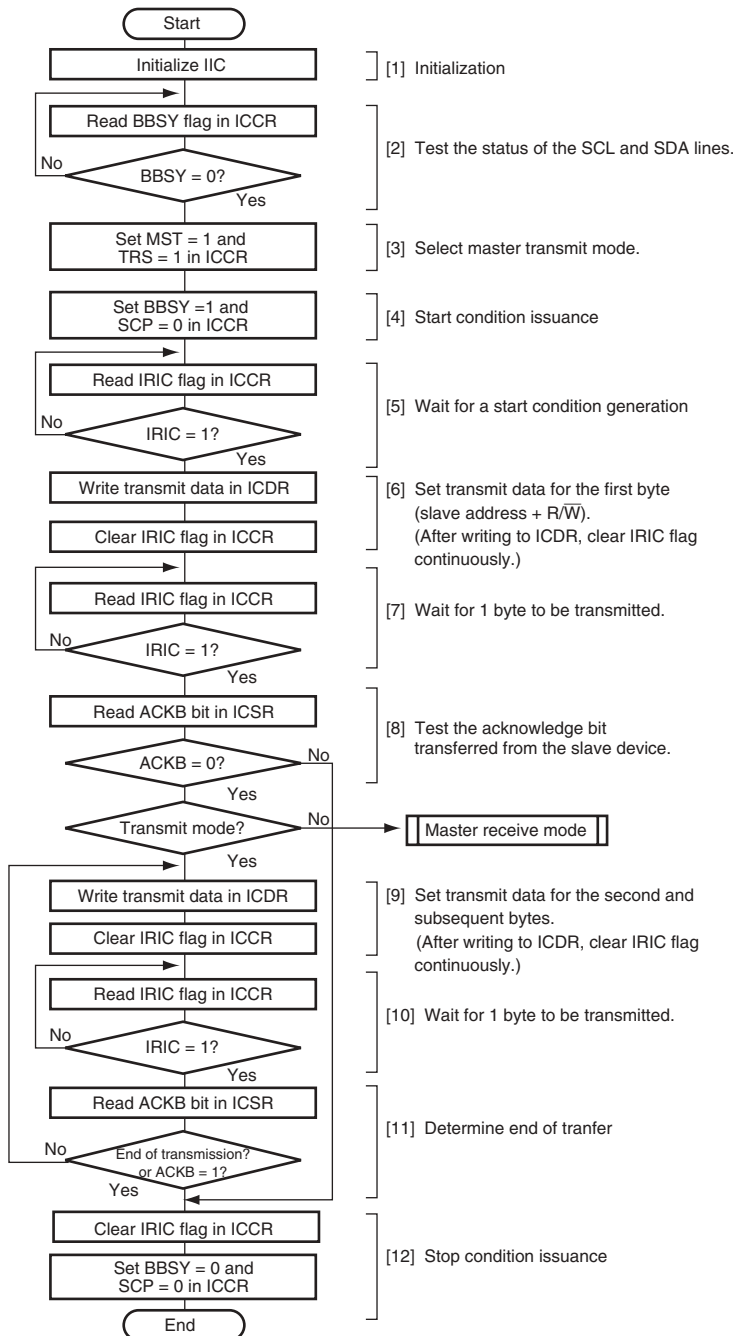 Start
Initialize IIC
[1] Initialization
Read BBSY flag in ICCR
[2] Test the status of the SCL and SDA lines.
No
BBSY = 0?
Yes
Set MST = 1 and
TRS = 1 in ICCR
[3] Select master transmit mode.
Set BBSY =1 and
SCP = 0 in ICCR
[4] Start condition issuance
Read IRIC flag in ICCR
[5] Wait for a start condition generation
No
IRIC = 1?
Yes
Write transmit data in ICDR
[6] Set transmit data for the first byte
(slave address + R/W̅).
(After writing to ICDR, clear IRIC flag
continuously.)
Clear IRIC flag in ICCR
Read IRIC flag in ICCR
[7] Wait for 1 byte to be transmitted.
No
IRIC = 1?
Yes
Read ACKB bit in ICSR
[8] Test the acknowledge bit
transferred from the slave device.
ACKB = 0?
No
Yes
Transmit mode?
No
Master receive mode
Yes
Write transmit data in ICDR
[9] Set transmit data for the second and
subsequent bytes.
(After writing to ICDR, clear IRIC flag
continuously.)
Clear IRIC flag in ICCR
Read IRIC flag in ICCR
[10] Wait for 1 byte to be transmitted.
No
IRIC = 1?
Yes
Read ACKB bit in ICSR
[11] Determine end of tranfer
No
End of transmission?
or ACKB = 1?
Yes
Clear IRIC flag in ICCR
[12] Stop condition issuance
Set BBSY = 0 and
SCP = 0 in ICCR
End